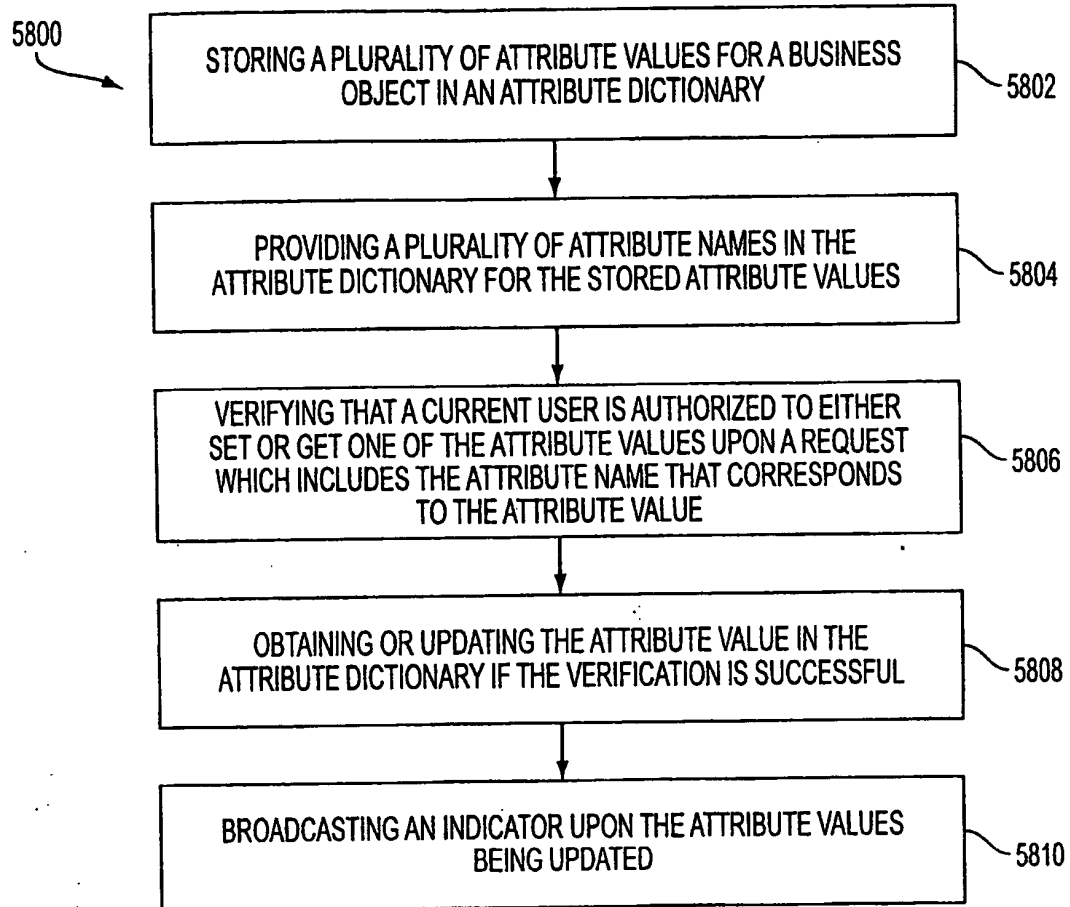 5800
STORING A PLURALITY OF ATTRIBUTE VALUES FOR A BUSINESS
OBJECT IN AN ATTRIBUTE DICTIONARY
5802
PROVIDING A PLURALITY OF ATTRIBUTE NAMES IN THE
ATTRIBUTE DICTIONARY FOR THE STORED ATTRIBUTE VALUES
5804
VERIFYING THAT A CURRENT USER IS AUTHORIZED TO EITHER
SET OR GET ONE OF THE ATTRIBUTE VALUES UPON A REQUEST
WHICH INCLUDES THE ATTRIBUTE NAME THAT CORRESPONDS
TO THE ATTRIBUTE VALUE
5806
OBTAINING OR UPDATING THE ATTRIBUTE VALUE IN THE
ATTRIBUTE DICTIONARY IF THE VERIFICATION IS SUCCESSFUL
5808
BROADCASTING AN INDICATOR UPON THE ATTRIBUTE VALUES
BEING UPDATED
5810